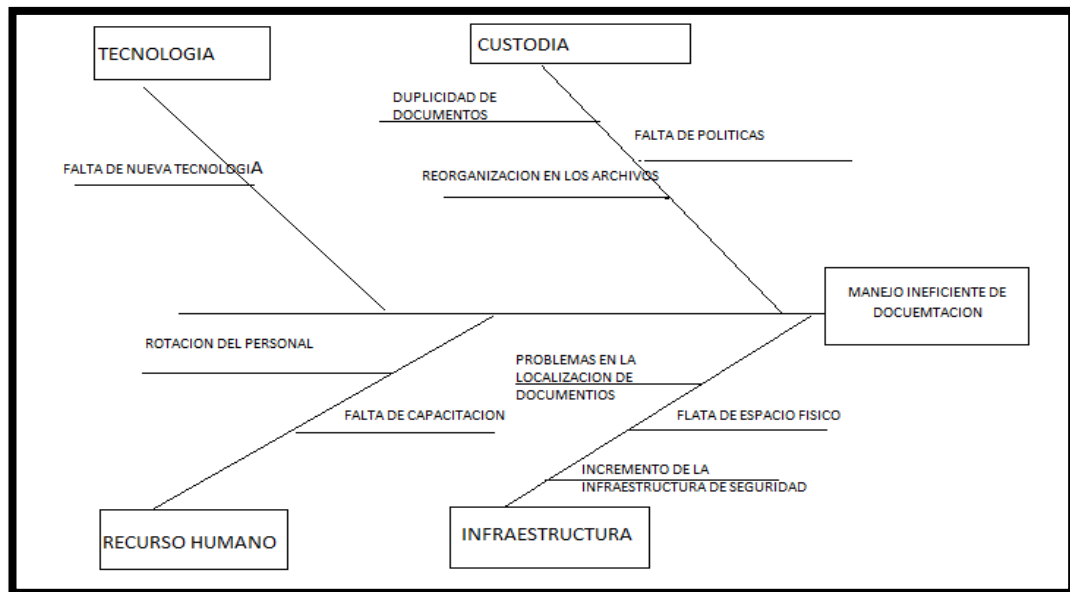 TECNOLOGIA
CUSTODIA
DUPLICIDAD DE
DOCUMENTOS
FALTA DE POLITICAS
FALTA DE NUEVA TECNOLOGIA
REORGANIZACION EN LOS ARCHIVOS
MANEJO INEFICIENTE DE
DOCUEMTACION
ROTACION DEL PERSONAL
PROBLEMAS EN LA
LOCALIZACION DE
DOCUMENTIOS
FALTA DE CAPACITACION
FLATA DE ESPACIO FISICO
INCREMENTO DE LA
INFRAESTRUCTURA DE SEGURIDAD
RECURSO HUMANO
INFRAESTRUCTURA